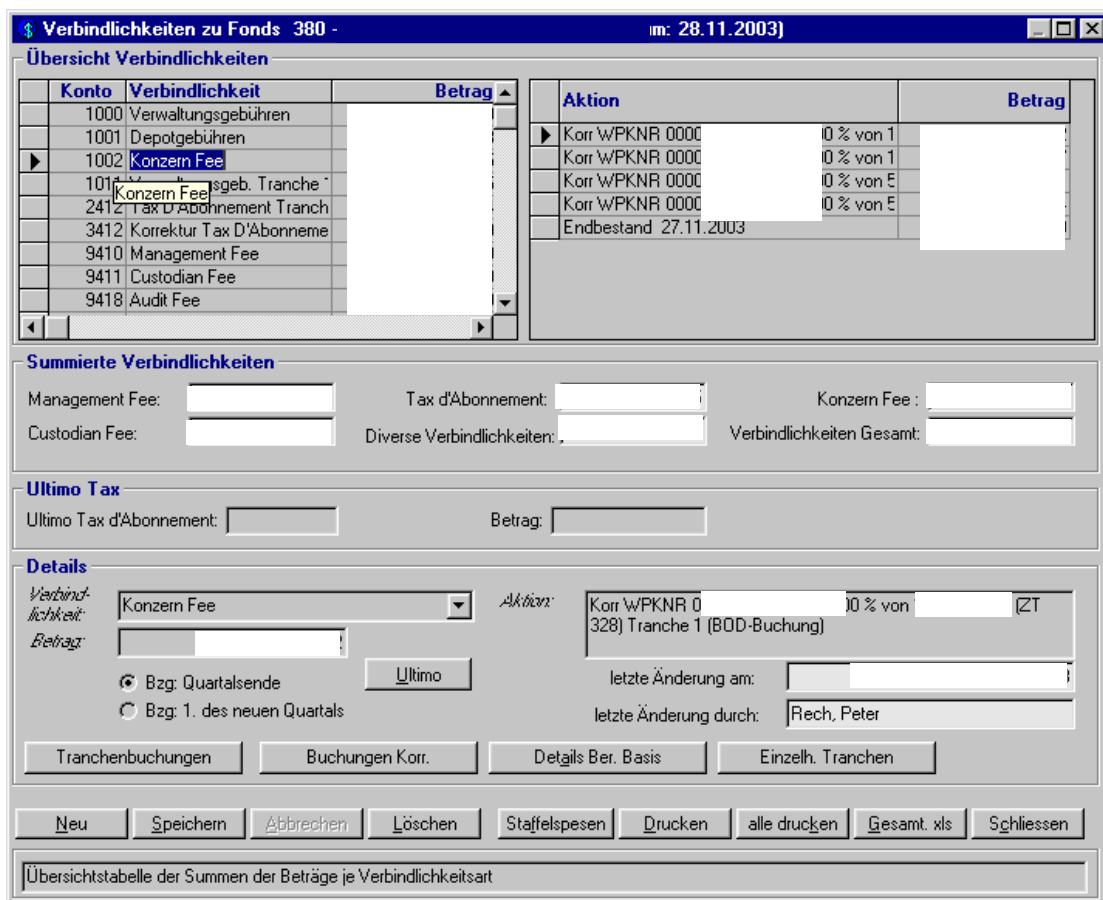 Verbindlichkeiten zu Fonds 380 - m: 28.11.2003)
Übersicht Verbindlichkeiten
Konto Verbindlichkeit Betrag
1000 Verwaltungsgebühren
1001 Depotgebühren
1002 Konzern Fee
sgeb. Tranche
Konzern Fee
2412 Tax D'Abonnement Tranch
3412 Korrektur Tax D'Abonneme
9410 Management Fee
9411 Custodian Fee
9418 Audit Fee
Aktion Betrag
Korr WPKNR 0000 00 % von 1
Korr WPKNR 0000 00 % von 1
Korr WPKNR 0000 0 % von 5
Korr WPKNR 0000 0 % von 5
Endbestand 27.11.2003
Summierte Verbindlichkeiten
Management Fee: Tax d'Abonnement: Konzern Fee :
Custodian Fee: Diverse Verbindlichkeiten: Verbindlichkeiten Gesamt:
Ultimo Tax
Ultimo Tax d'Abonnement: Betrag:
Details
Verbind-
lichkeit:
Konzern Fee
Aktion:
Korr WPKNR 0 00 % von (ZT
328) Tranche 1 (BOD-Buchung)
Betrag:
Ultimo
Bzg: Quartalsende
Bzg: 1. des neuen Quartals
letzte Änderung am:
letzte Änderung durch: Rech, Peter
Tranchenbuchungen Buchungen Korr. Details Ber. Basis Einzelh. Tranchen
Neu Speichern Abbrechen Löschen Staffelspesen Drucken alle drucken Gesamt. xls Schliessen
Übersichtstabelle der Summen der Beträge je Verbindlichkeitsart